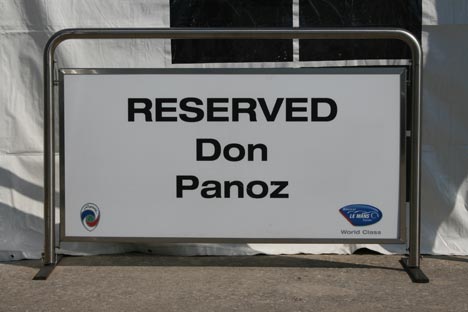 RESERVED
Don
Panoz
LE MANS
World Class